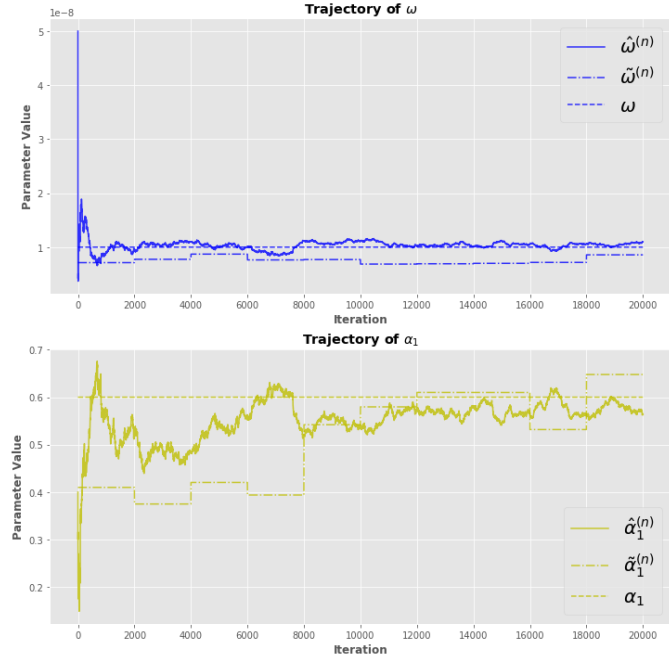 Trajectory of ω
1e−8
5
4
3
2
1
Parameter Value
ω̂⁽ⁿ⁾
ω̃⁽ⁿ⁾
ω
0 2000 4000 6000 8000 10000 12000 14000 16000 18000 20000
Iteration
Trajectory of α₁
0.7
0.6
0.5
0.4
0.3
0.2
Parameter Value
α̂₁⁽ⁿ⁾
α̃₁⁽ⁿ⁾
α₁
0 2000 4000 6000 8000 10000 12000 14000 16000 18000 20000
Iteration